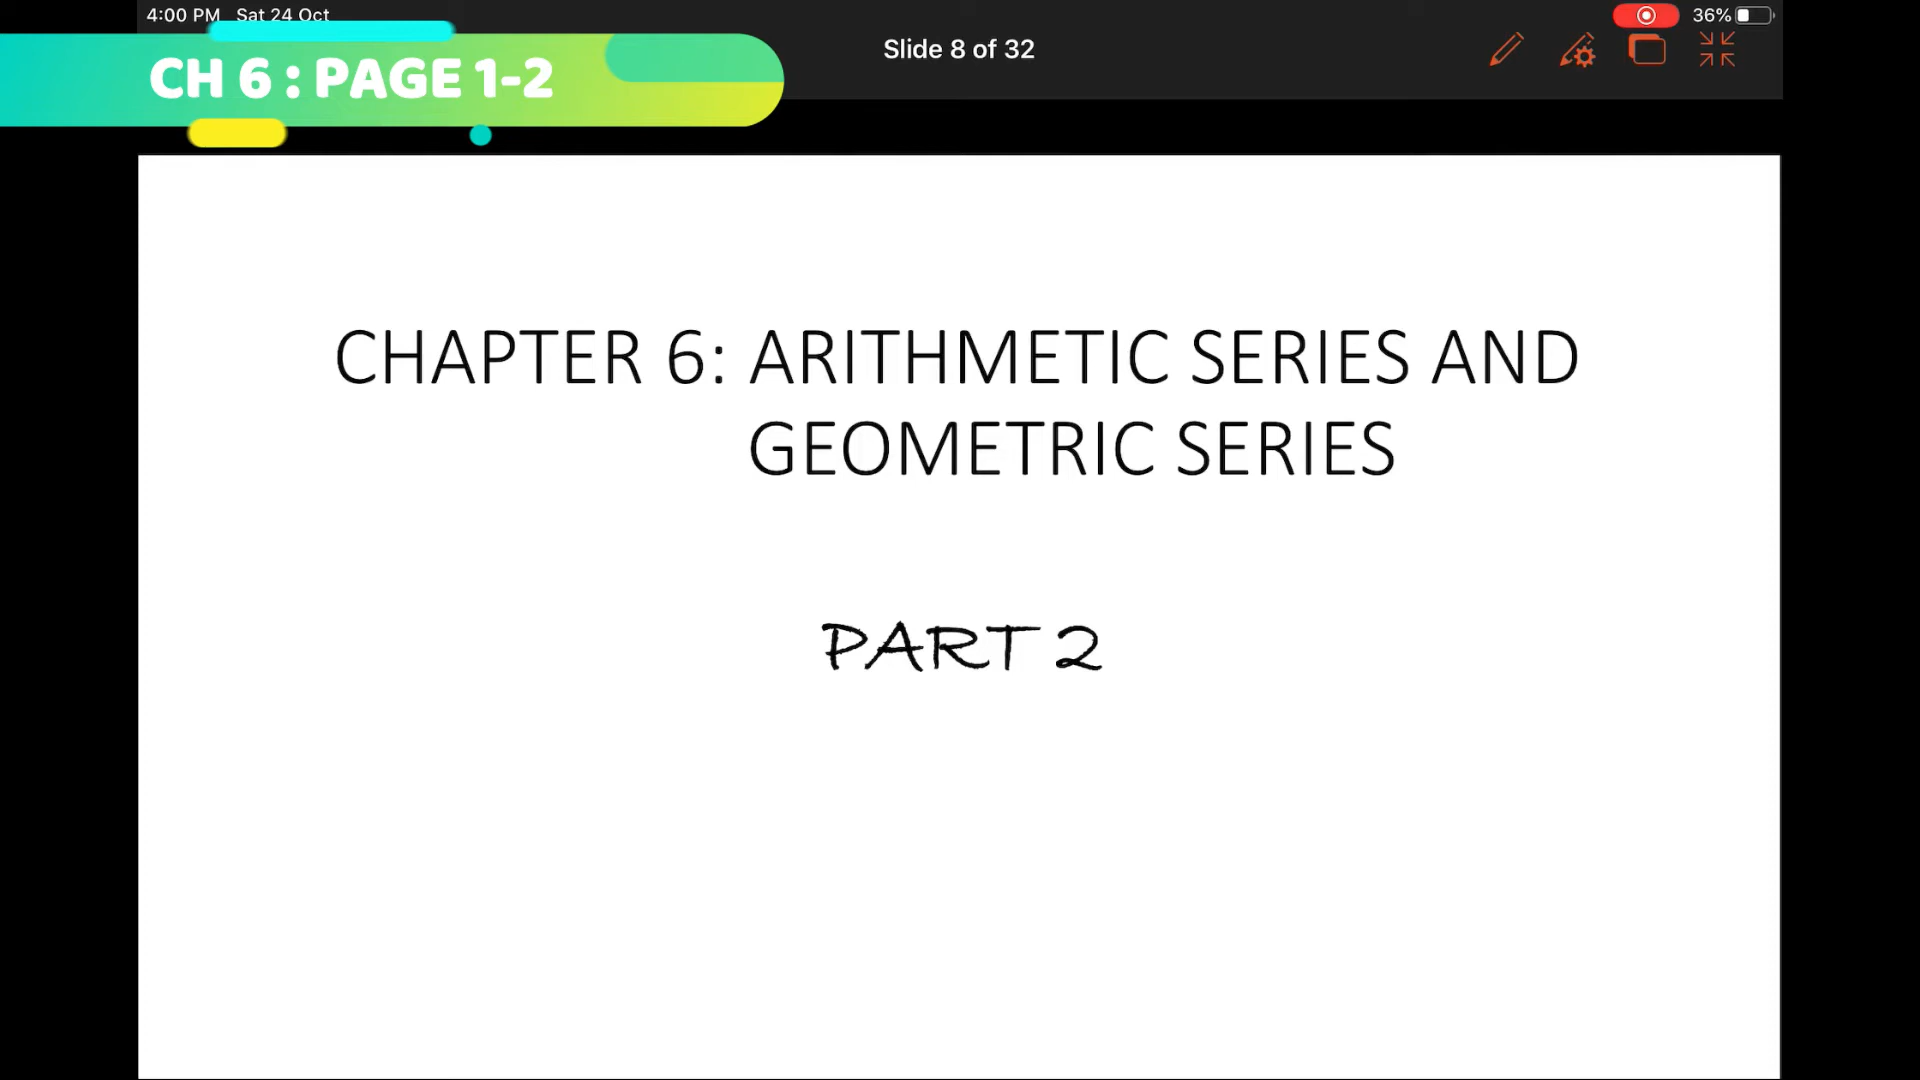 4:00 PM Sat 24 Oct
36%
Slide 8 of 32
CH 6 : PAGE 1-2
CHAPTER 6: ARITHMETIC SERIES AND
GEOMETRIC SERIES
PART 2